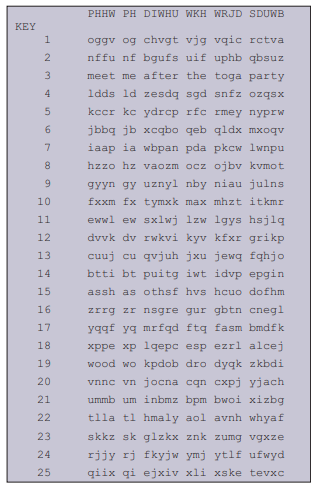 PHHW PH DIWHU WKH WRJD SDUWB
KEY
1 oggv og chvgt vjg vqic rctva
2 nffu nf bgufs uif uphb qbsuz
3 meet me after the toga party
4 ldds ld zesdq sgd snfz ozqsx
5 kccr kc ydrcp rfc rmey nyprw
6 jbbq jb xcqbo qeb qldx mxoqv
7 iaap ia wbpan pda pkcw lwnpu
8 hzzo hz vaozm ocz ojbv kvmot
9 gyyn gy uznyl nby niau julns
10 fxxm fx tymxk max mhzt itkmr
11 ewwl ew sxlwj lzw lgys hsjlq
12 dvvk dv rwkvi kyv kfxr grikp
13 cuuj cu qvjuh jxu jewq fqhjo
14 btti bt puitg iwt idvp epgin
15 assh as othsf hvs hcuo dofhm
16 zrrg zr nsgre gur gbtn cnegl
17 yqqf yq mrfqd ftq fasm bmdfk
18 xppe xp lqepc esp ezrl alcej
19 wood wo kpdob dro dyqk zkbdi
20 vnnc vn jocna cqn cxpj yjach
21 ummb um inbmz bpm bwoi xizbg
22 tlla tl hmaly aol avnh whyaf
23 skkz sk glzkx znk zumg vgxze
24 rjjy rj fkyjw ymj ytlf ufwyd
25 qiix qi ejxiv xli xske tevxc